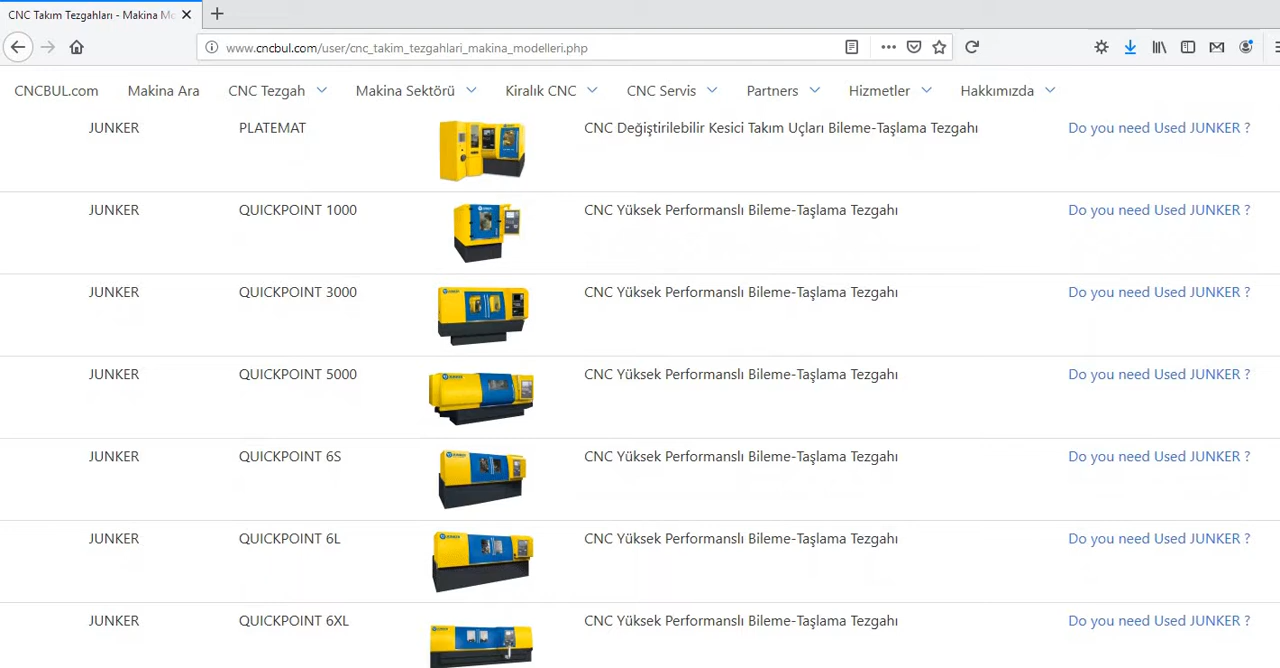 CNC Takım Tezgahları - Makina Mo
www.cncbul.com/user/cnc_takim_tezgahlari_makina_modelleri.php
CNCBUL.com Makina Ara CNC Tezgah Makina Sektörü Kiralık CNC CNC Servis Partners Hizmetler Hakkımızda
JUNKER PLATEMAT CNC Değiştirilebilir Kesici Takım Uçları Bileme-Taşlama Tezgahı Do you need Used JUNKER ?
JUNKER QUICKPOINT 1000 CNC Yüksek Performanslı Bileme-Taşlama Tezgahı Do you need Used JUNKER ?
JUNKER QUICKPOINT 3000 CNC Yüksek Performanslı Bileme-Taşlama Tezgahı Do you need Used JUNKER ?
JUNKER QUICKPOINT 5000 CNC Yüksek Performanslı Bileme-Taşlama Tezgahı Do you need Used JUNKER ?
JUNKER QUICKPOINT 6S CNC Yüksek Performanslı Bileme-Taşlama Tezgahı Do you need Used JUNKER ?
JUNKER QUICKPOINT 6L CNC Yüksek Performanslı Bileme-Taşlama Tezgahı Do you need Used JUNKER ?
JUNKER QUICKPOINT 6XL CNC Yüksek Performanslı Bileme-Taşlama Tezgahı Do you need Used JUNKER ?